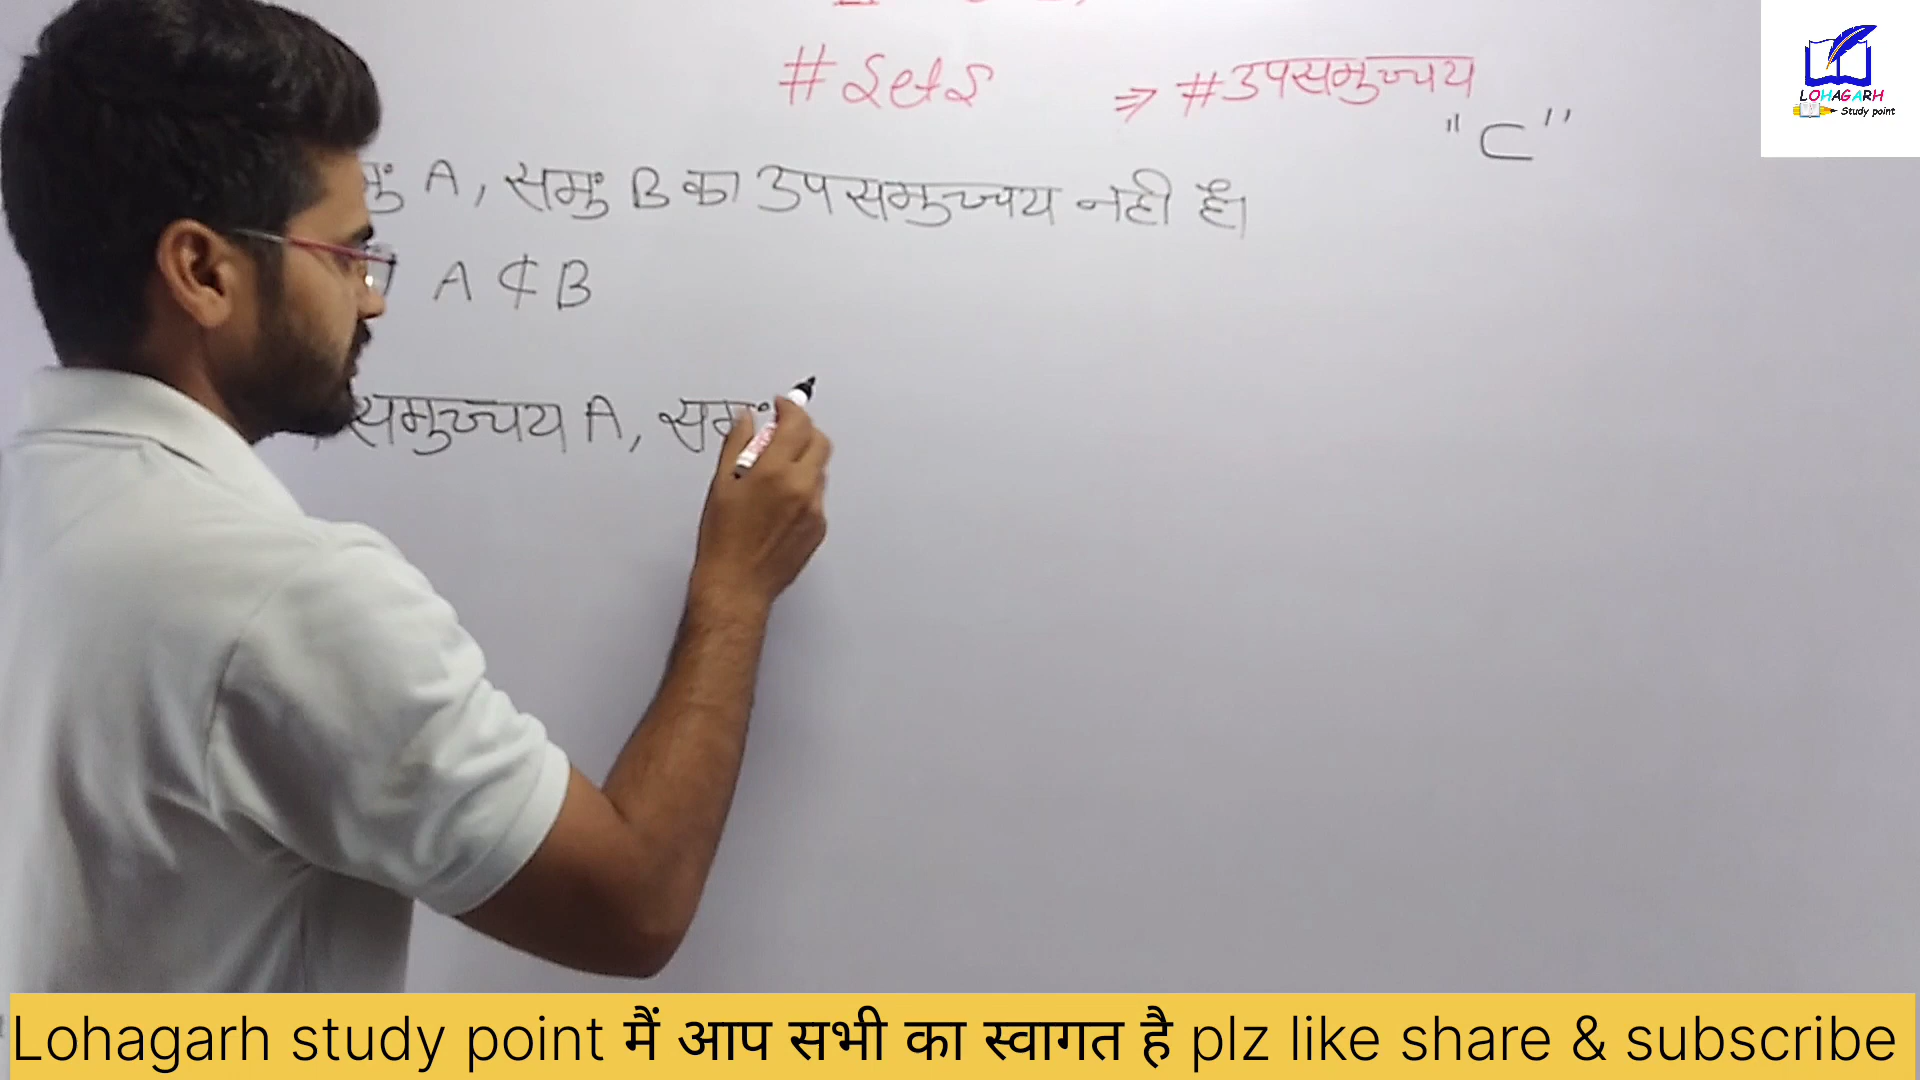 # Sets ⇒ # उपसमुच्चय
"⊂"
A, समुं B का उपसमुच्चय नही है।
A ⊄ B
समुच्चय A, समुं
LOHAGARH
Study point
Lohagarh study point मैं आप सभी का स्वागत है plz like share & subscribe